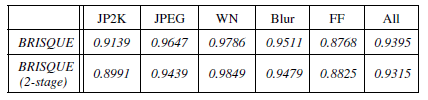 JP2K JPEG WN Blur FF All
BRISQUE 0.9139 0.9647 0.9786 0.9511 0.8768 0.9395
BRISQUE
(2-stage) 0.8991 0.9439 0.9849 0.9479 0.8825 0.9315